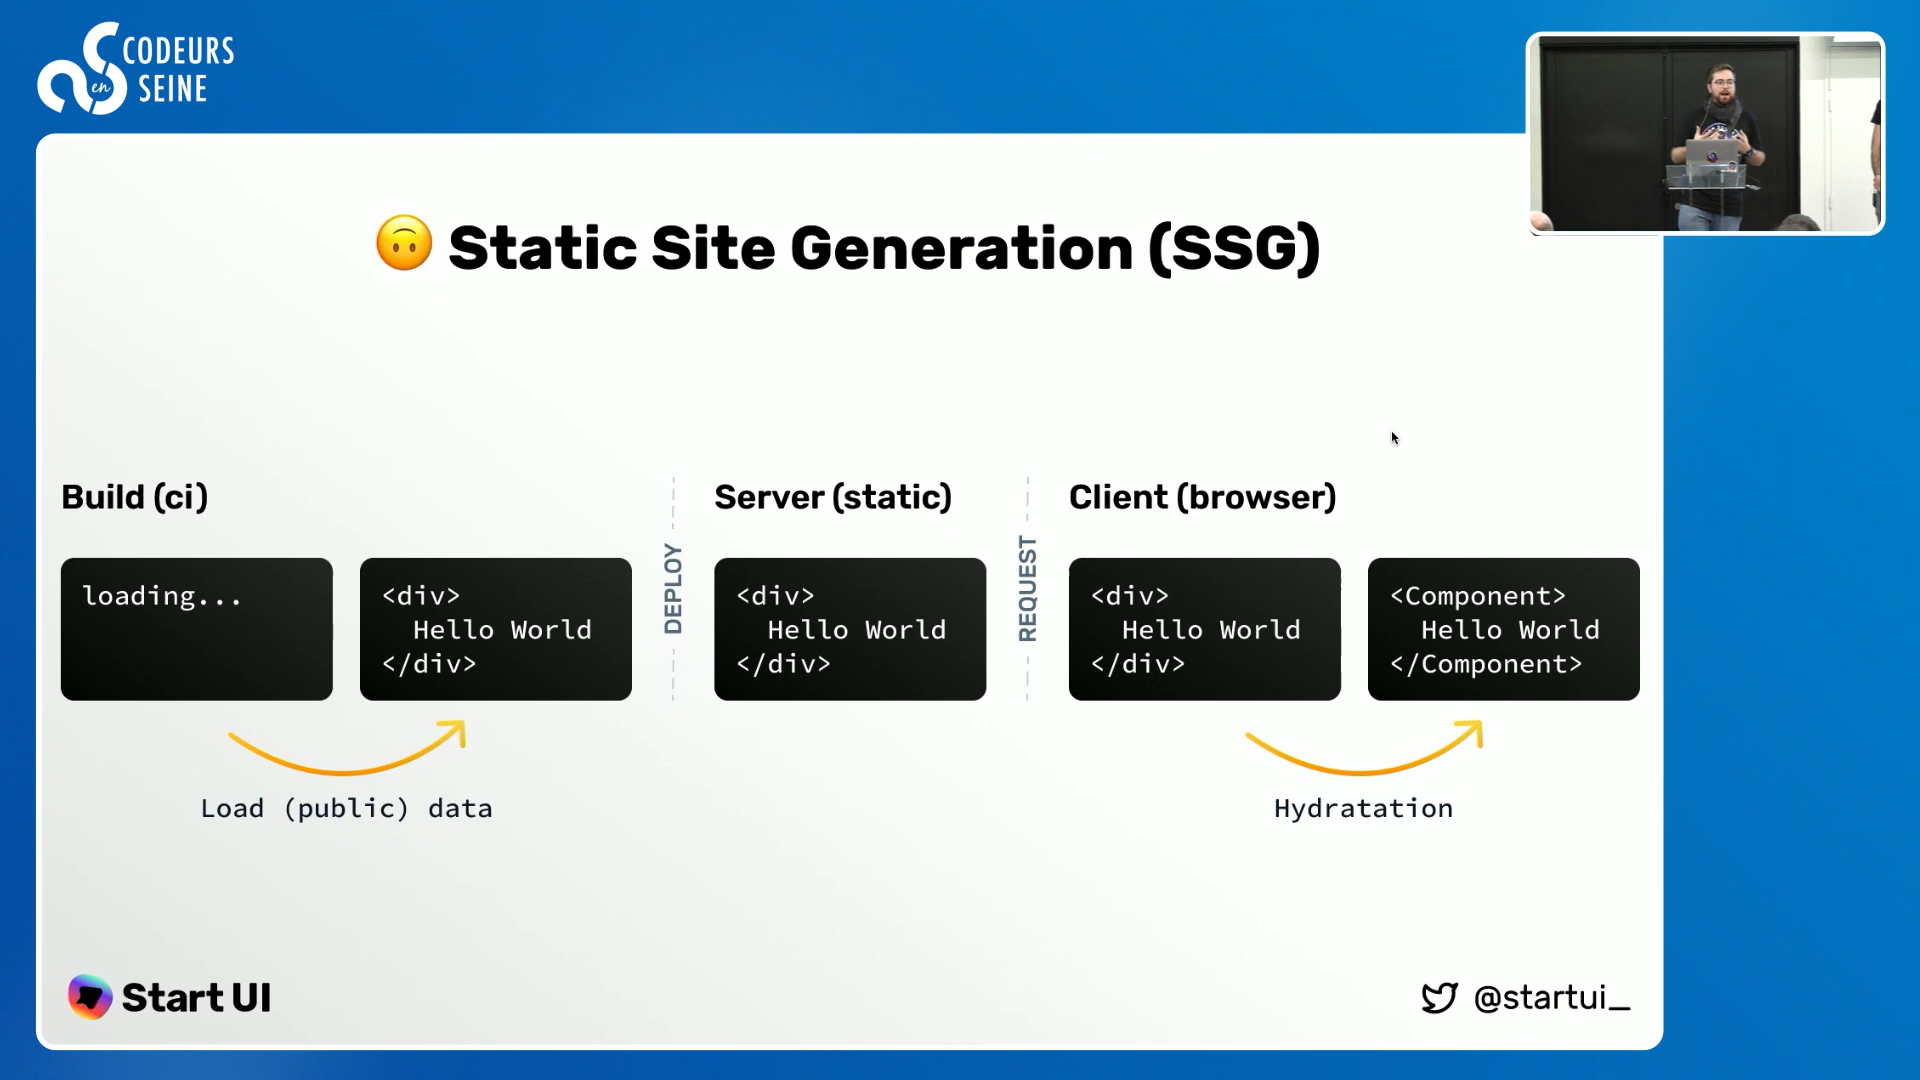 CODEURS
en
SEINE
🙃 Static Site Generation (SSG)
Build (ci)
loading...
<div>
Hello World
</div>
Load (public) data
DEPLOY
Server (static)
<div>
Hello World
</div>
REQUEST
Client (browser)
<div>
Hello World
</div>
<Component>
Hello World
</Component>
Hydratation
Start UI
@startui_